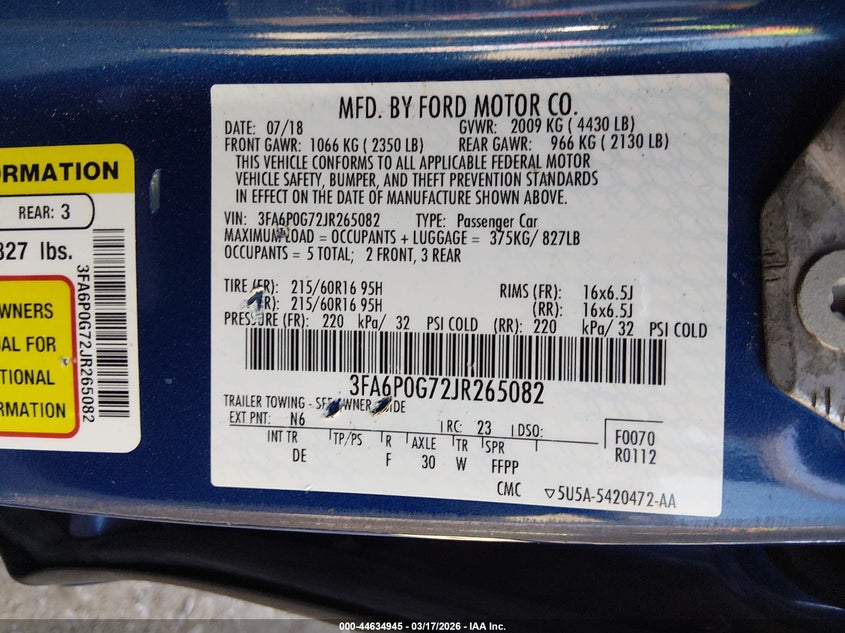 ORMATION
REAR: 3
827 lbs.
3FA6P0G72JR265082
WNERS
AL FOR
TIONAL
RMATION
MFD. BY FORD MOTOR CO.
DATE: 07/18 GVWR: 2009 KG ( 4430 LB)
FRONT GAWR: 1066 KG ( 2350 LB) REAR GAWR: 966 KG ( 2130 LB)
THIS VEHICLE CONFORMS TO ALL APPLICABLE FEDERAL MOTOR
VEHICLE SAFETY, BUMPER, AND THEFT PREVENTION STANDARDS
IN EFFECT ON THE DATE OF MANUFACTURE SHOWN ABOVE.
VIN: 3FA6P0G72JR265082 TYPE: Passenger Car
MAXIMUM LOAD = OCCUPANTS + LUGGAGE = 375KG/ 827LB
OCCUPANTS = 5 TOTAL; 2 FRONT, 3 REAR
TIRE (FR): 215/60R16 95H RIMS (FR): 16x6.5J
215/60R16 95H (RR): 16x6.5J
PRESSURE (FR): 220 kPa/ 32 PSI COLD (RR): 220 kPa/ 32 PSI COLD
3FA6P0G72JR265082
TRAILER TOWING - OWNER
EXT PNT: N6 RC: 23 DSO: F0070
INT TR TP/PS R AXLE TR SPR R0112
DE F 30 W FFPP
CMC ▽5U5A-5420472-AA
000-44634945 - 03/17/2026 - IAA Inc.